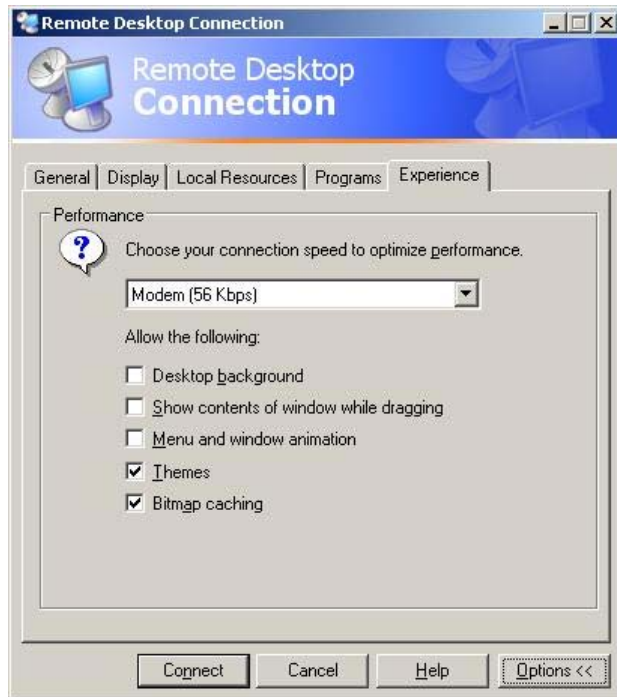 Remote Desktop Connection
Remote Desktop
Connection
General Display Local Resources Programs Experience
Performance
?
Choose your connection speed to optimize performance.
Modem (56 Kbps)
Allow the following:
Desktop background
Show contents of window while dragging
Menu and window animation
Themes
Bitmap caching
Connect Cancel Help Options <<